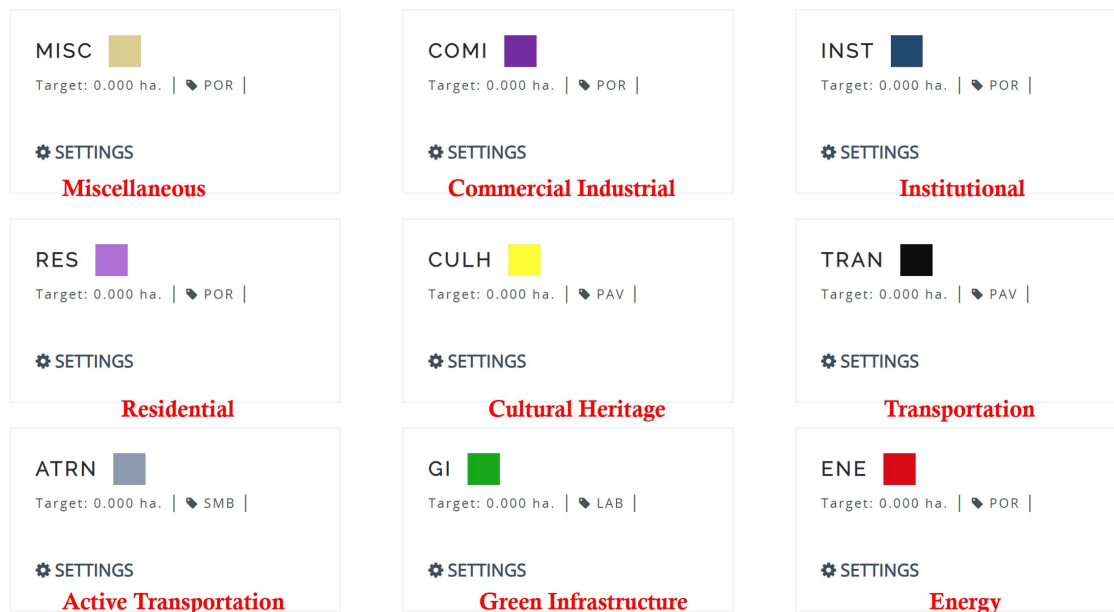 MISC
Target: 0.000 ha. | POR |
SETTINGS
Miscellaneous
COMI
Target: 0.000 ha. | POR |
SETTINGS
Commercial Industrial
INST
Target: 0.000 ha. | POR |
SETTINGS
Institutional
RES
Target: 0.000 ha. | POR |
SETTINGS
Residential
CULH
Target: 0.000 ha. | PAV |
SETTINGS
Cultural Heritage
TRAN
Target: 0.000 ha. | PAV |
SETTINGS
Transportation
ATRN
Target: 0.000 ha. | SMB |
SETTINGS
Active Transportation
GI
Target: 0.000 ha. | LAB |
SETTINGS
Green Infrastructure
ENE
Target: 0.000 ha. | POR |
SETTINGS
Energy